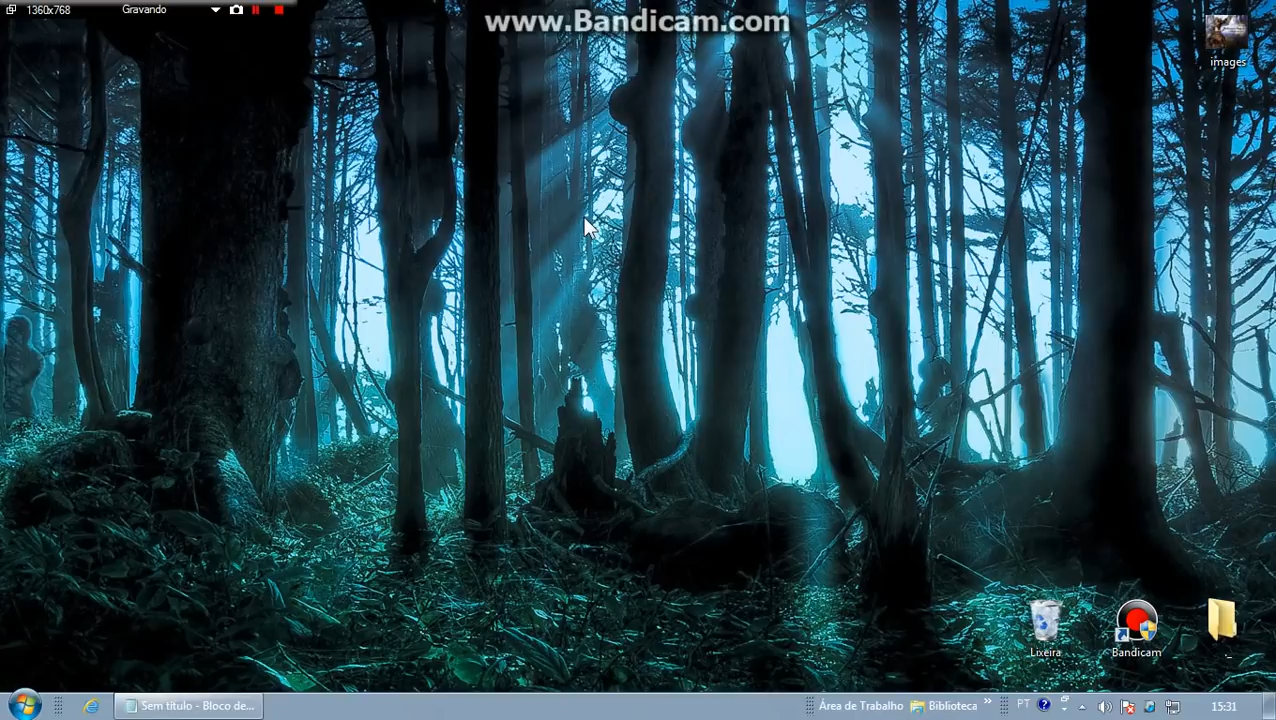 1360x768 Gravando
www.Bandicam.com
images
Lixeira Bandicam _
Sem título - Bloco de... Área de Trabalho Biblioteca » PT ? 15:31